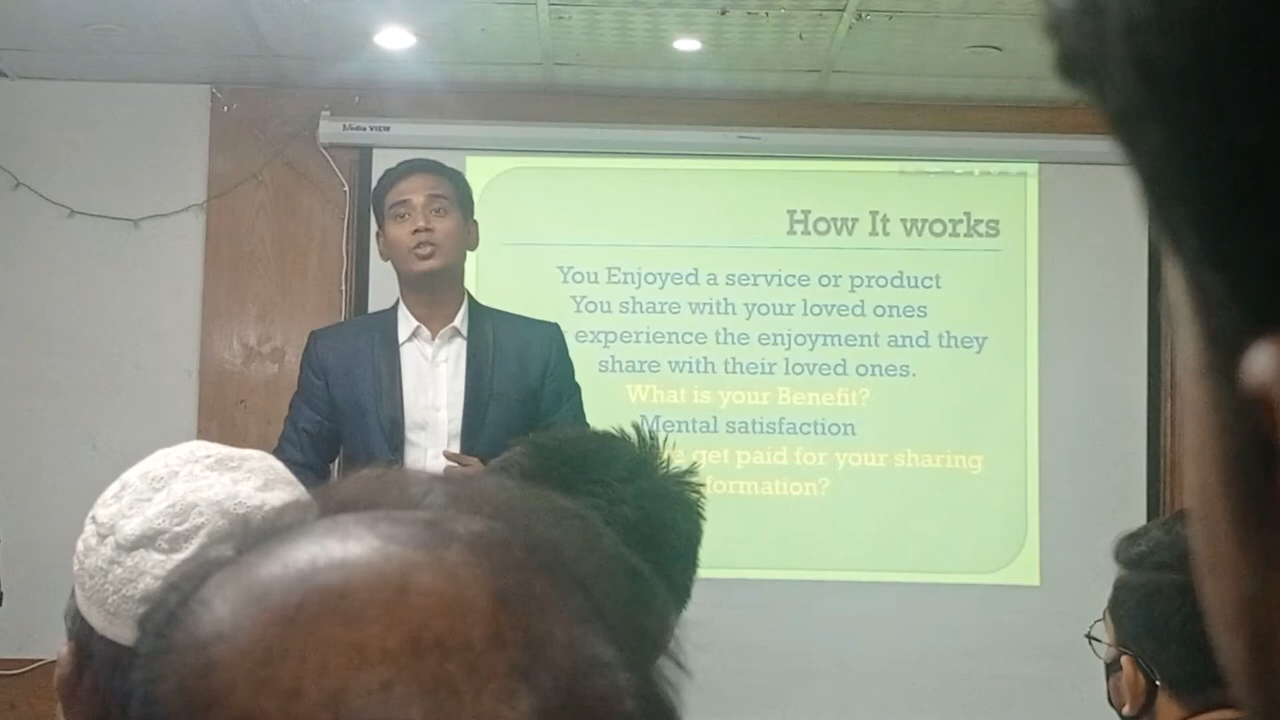 Media VIEW
How It works
You Enjoyed a service or product
You share with your loved ones
experience the enjoyment and they
share with their loved ones.
What is your Benefit?
Mental satisfaction
get paid for your sharing